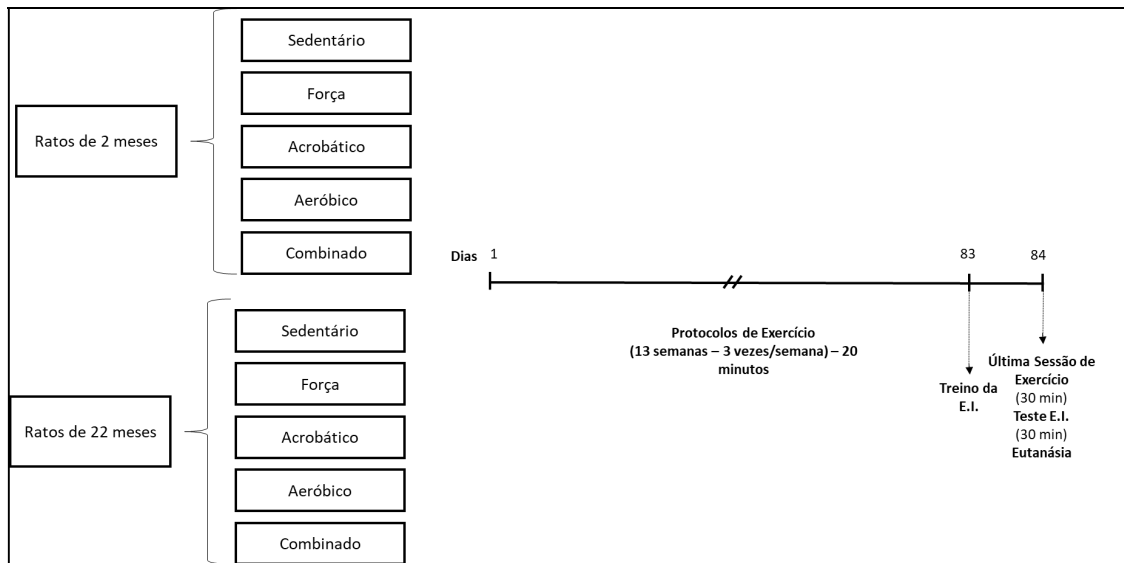 Ratos de 2 meses
Sedentário
Força
Acrobático
Aeróbico
Combinado
Ratos de 22 meses
Sedentário
Força
Acrobático
Aeróbico
Combinado
Dias 1 83 84
Protocolos de Exercício
(13 semanas – 3 vezes/semana) – 20
minutos
Treino da
E.I.
Última Sessão de
Exercício
(30 min)
Teste E.I.
(30 min)
Eutanásia